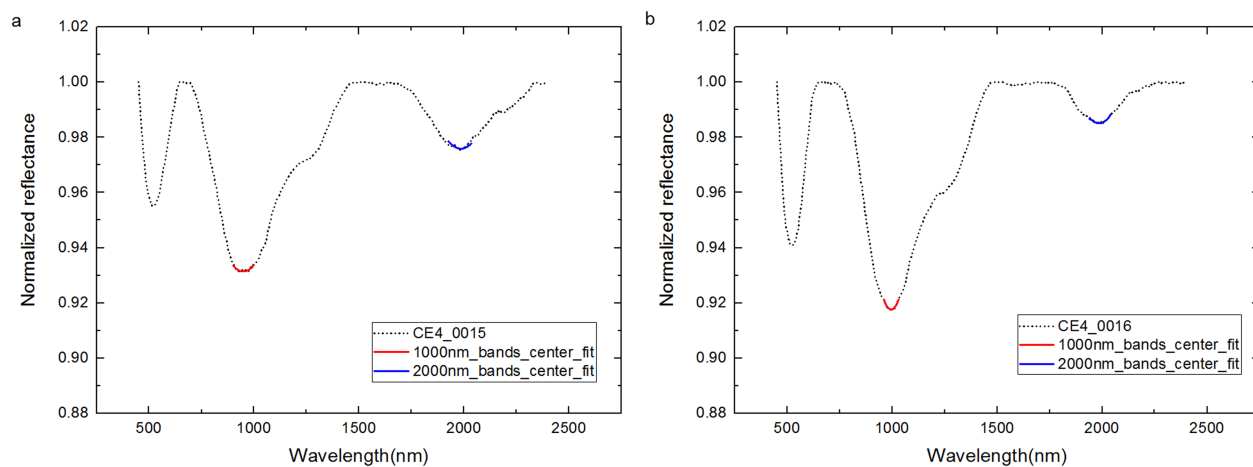 a
1.02
1.00
0.98
0.96
0.94
0.92
0.90
0.88
Normalized reflectance
500
1000
1500
2000
2500
Wavelength(nm)
CE4_0015
1000nm_bands_center_fit
2000nm_bands_center_fit
b
1.02
1.00
0.98
0.96
0.94
0.92
0.90
0.88
Normalized reflectance
500
1000
1500
2000
2500
Wavelength(nm)
CE4_0016
1000nm_bands_center_fit
2000nm_bands_center_fit